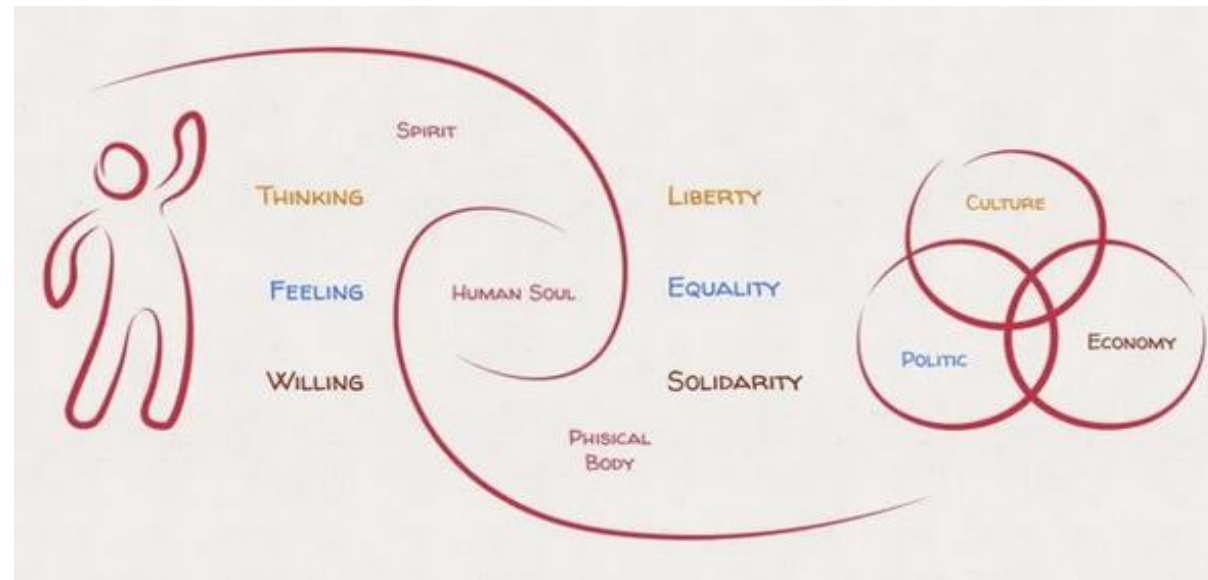 SPIRIT
THINKING
LIBERTY
CULTURE
FEELING
HUMAN SOUL
EQUALITY
POLITIC
ECONOMY
WILLING
SOLIDARITY
PHISICAL
BODY